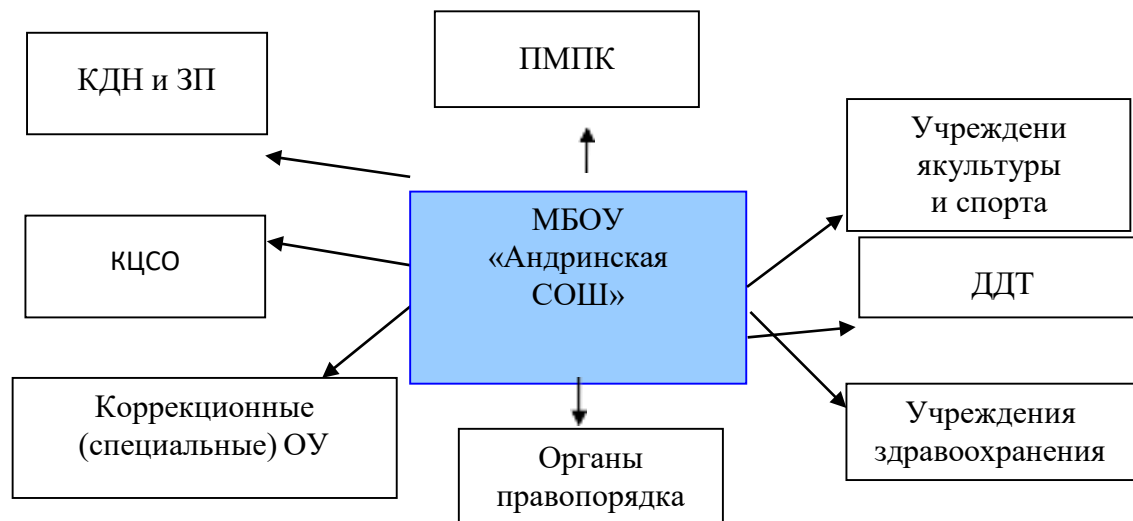 ПМПК
КДН и ЗП
Учреждени
якультуры
и спорта
МБОУ
«Андринская
СОШ»
КЦСО
ДДТ
Коррекционные
(специальные) ОУ
Учреждения
здравоохранения
Органы
правопорядка